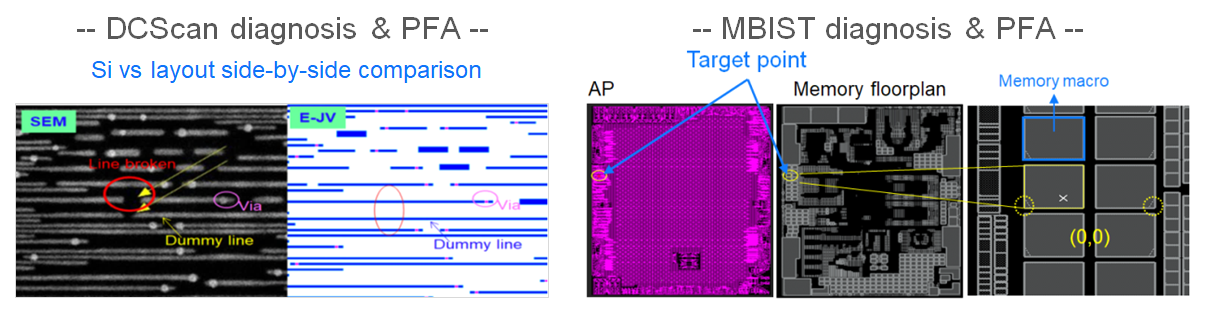 -- DCScan diagnosis & PFA --
Si vs layout side-by-side comparison
SEM
Line broken
Via
Dummy line
E-JV
Via
Dummy line
-- MBIST diagnosis & PFA --
Target point
AP
Memory floorplan
Memory macro
X
(0,0)